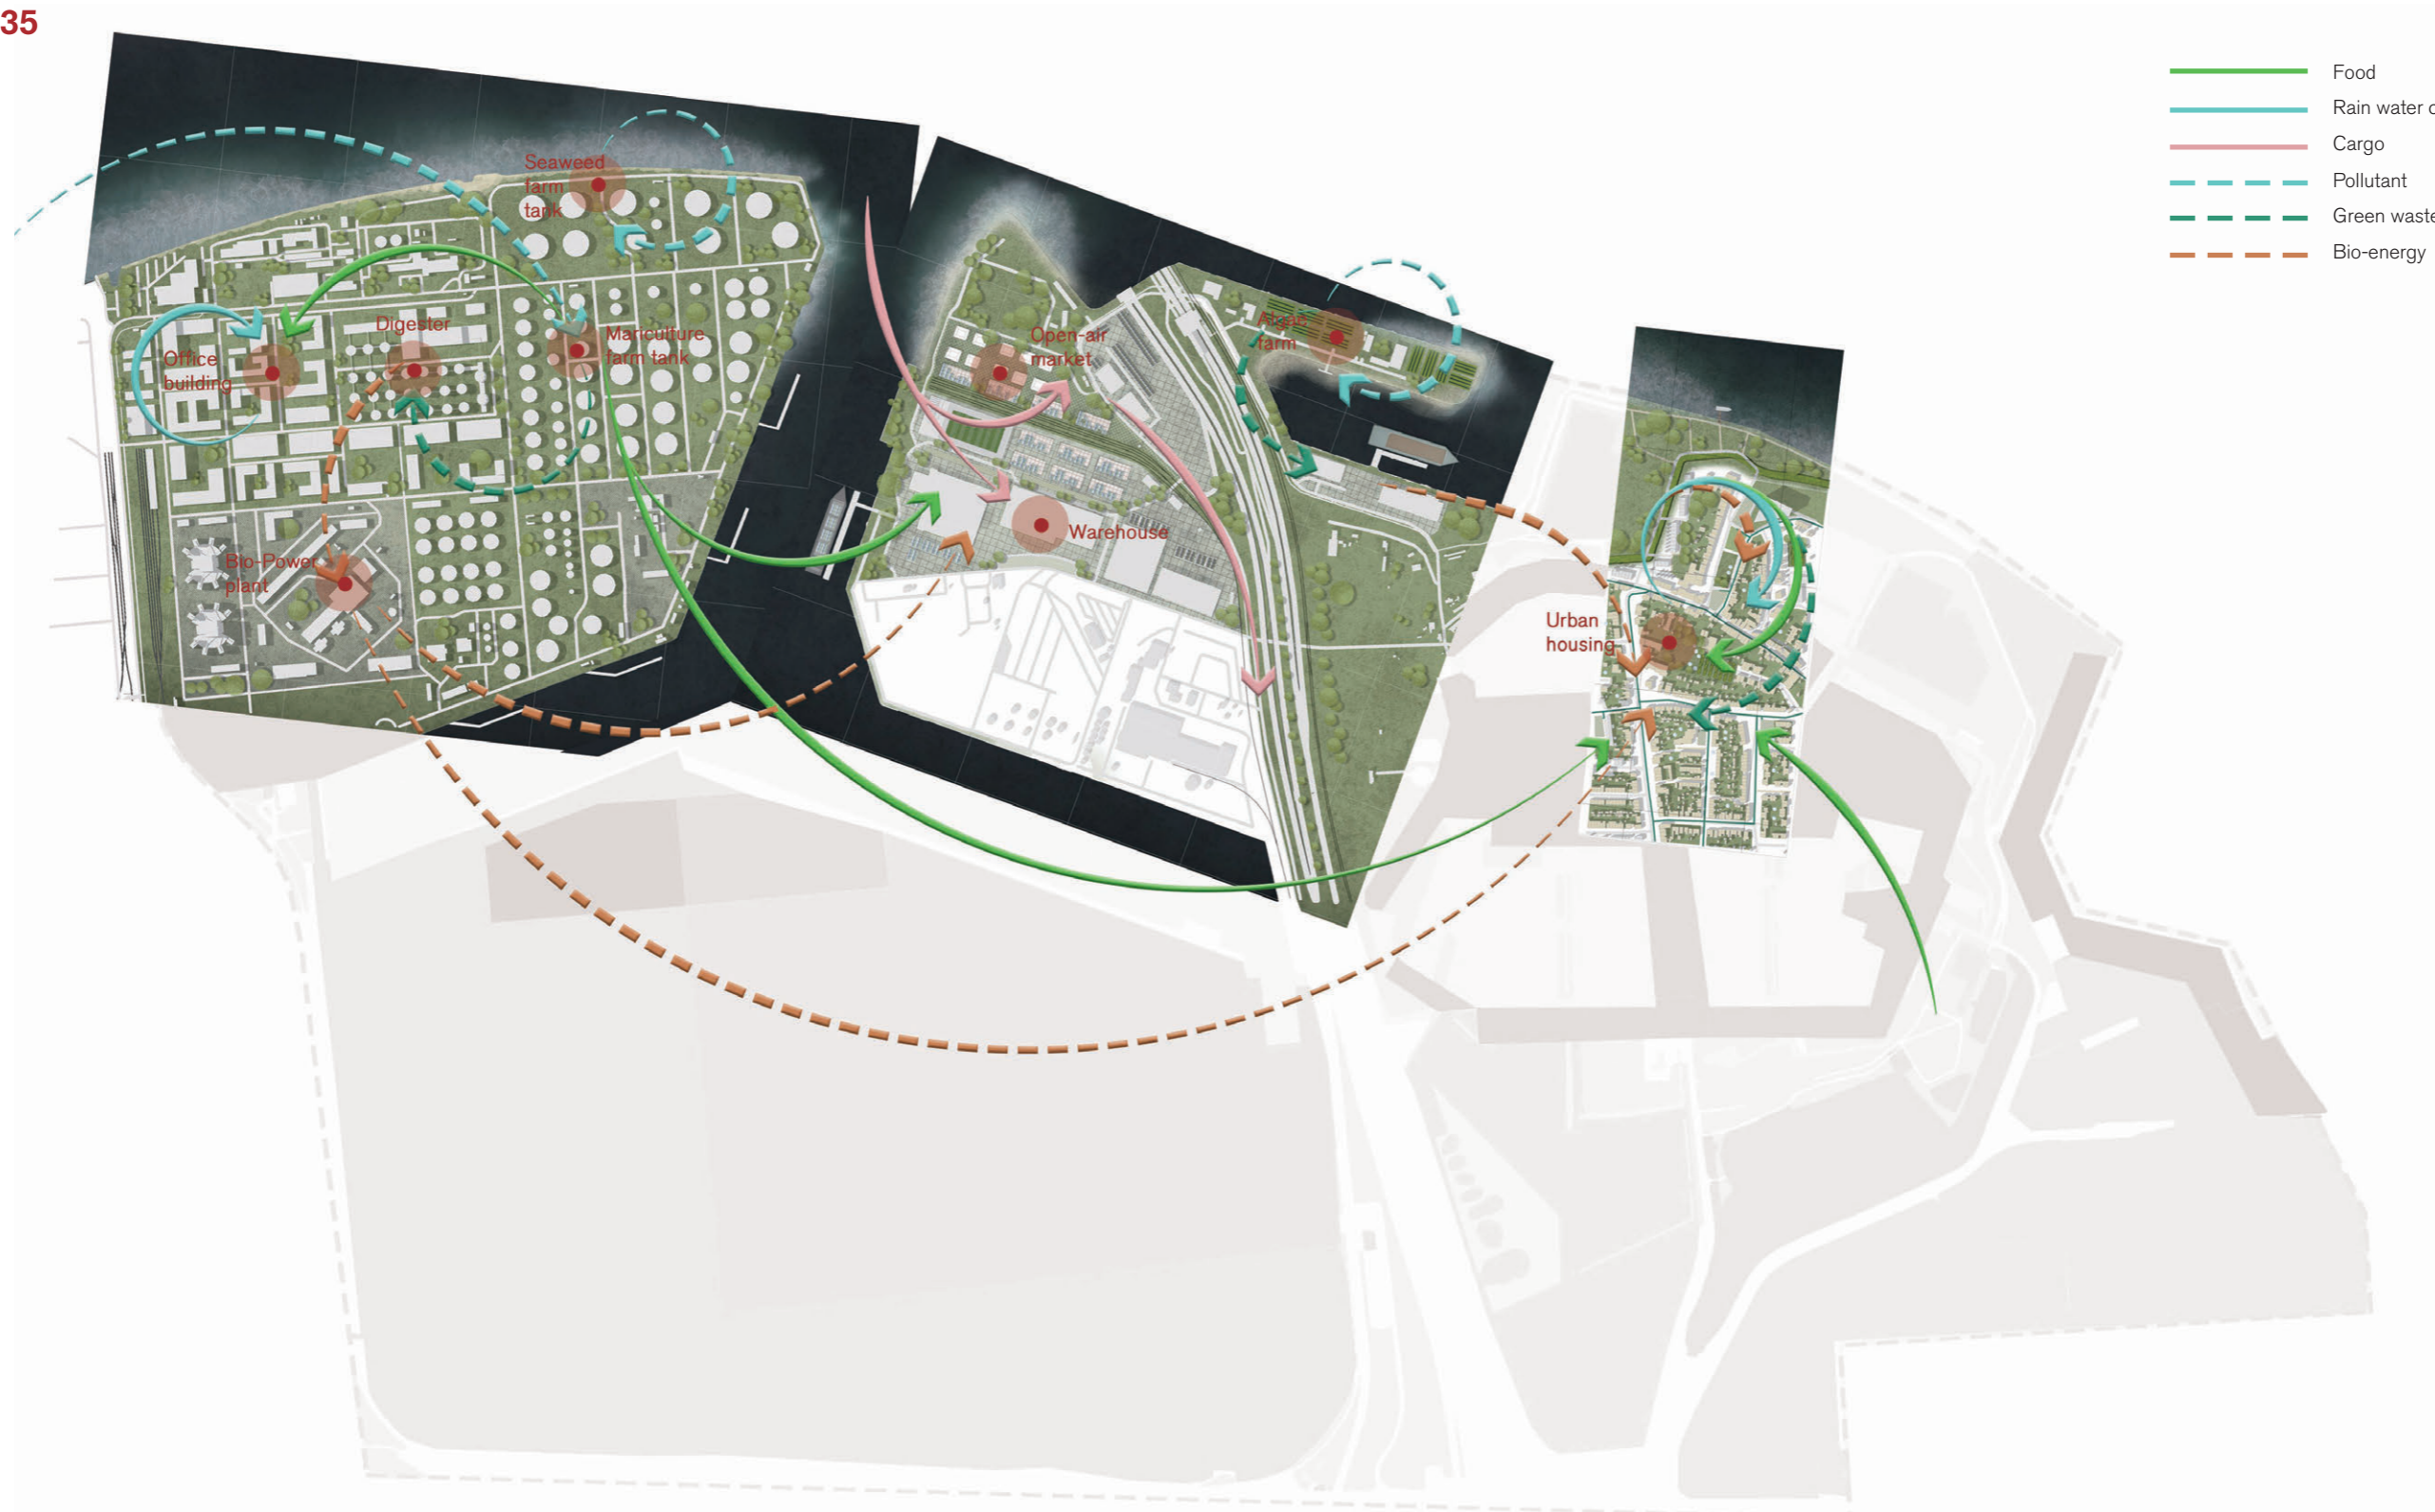 35
Food
Rain water
Cargo
Pollutant
Green waste
Bio-energy
Seaweed
farm
tank
Mariculture
farm tank
Digester
Office
building
Bio-Power
plant
Open-air
market
Warehouse
Algae
farm
Urban
housing